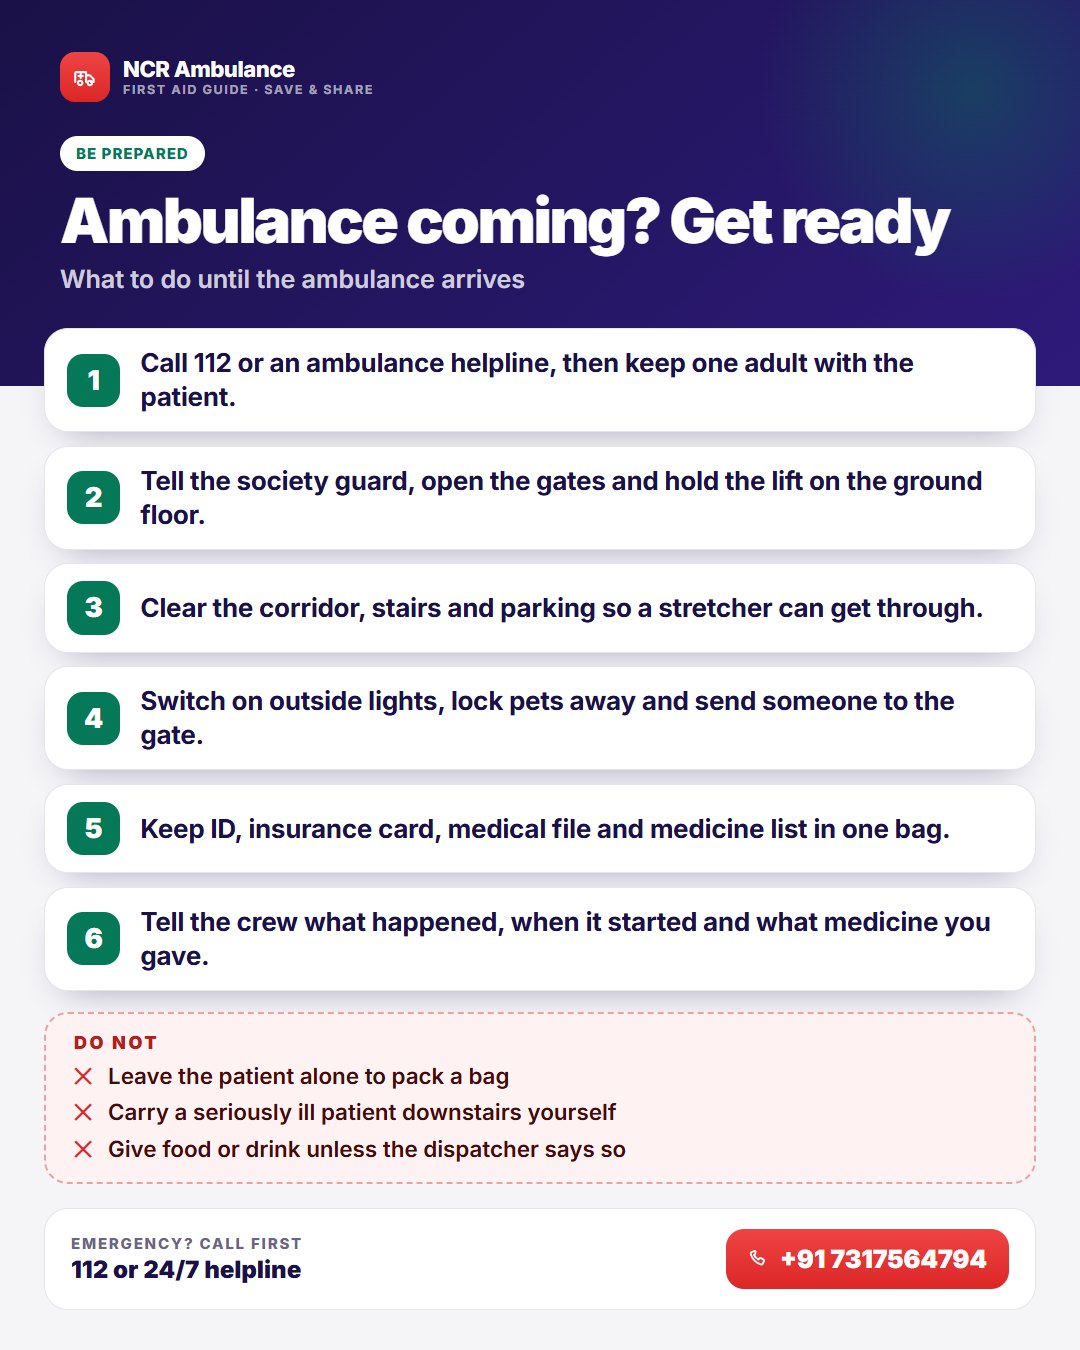 NCR Ambulance
FIRST AID GUIDE · SAVE & SHARE
BE PREPARED
Ambulance coming? Get ready
What to do until the ambulance arrives
1
Call 112 or an ambulance helpline, then keep one adult with the
patient.
2
Tell the society guard, open the gates and hold the lift on the ground
floor.
3
Clear the corridor, stairs and parking so a stretcher can get through.
4
Switch on outside lights, lock pets away and send someone to the
gate.
5
Keep ID, insurance card, medical file and medicine list in one bag.
6
Tell the crew what happened, when it started and what medicine you
gave.
DO NOT
Leave the patient alone to pack a bag
Carry a seriously ill patient downstairs yourself
Give food or drink unless the dispatcher says so
EMERGENCY? CALL FIRST
112 or 24/7 helpline
+91 7317564794